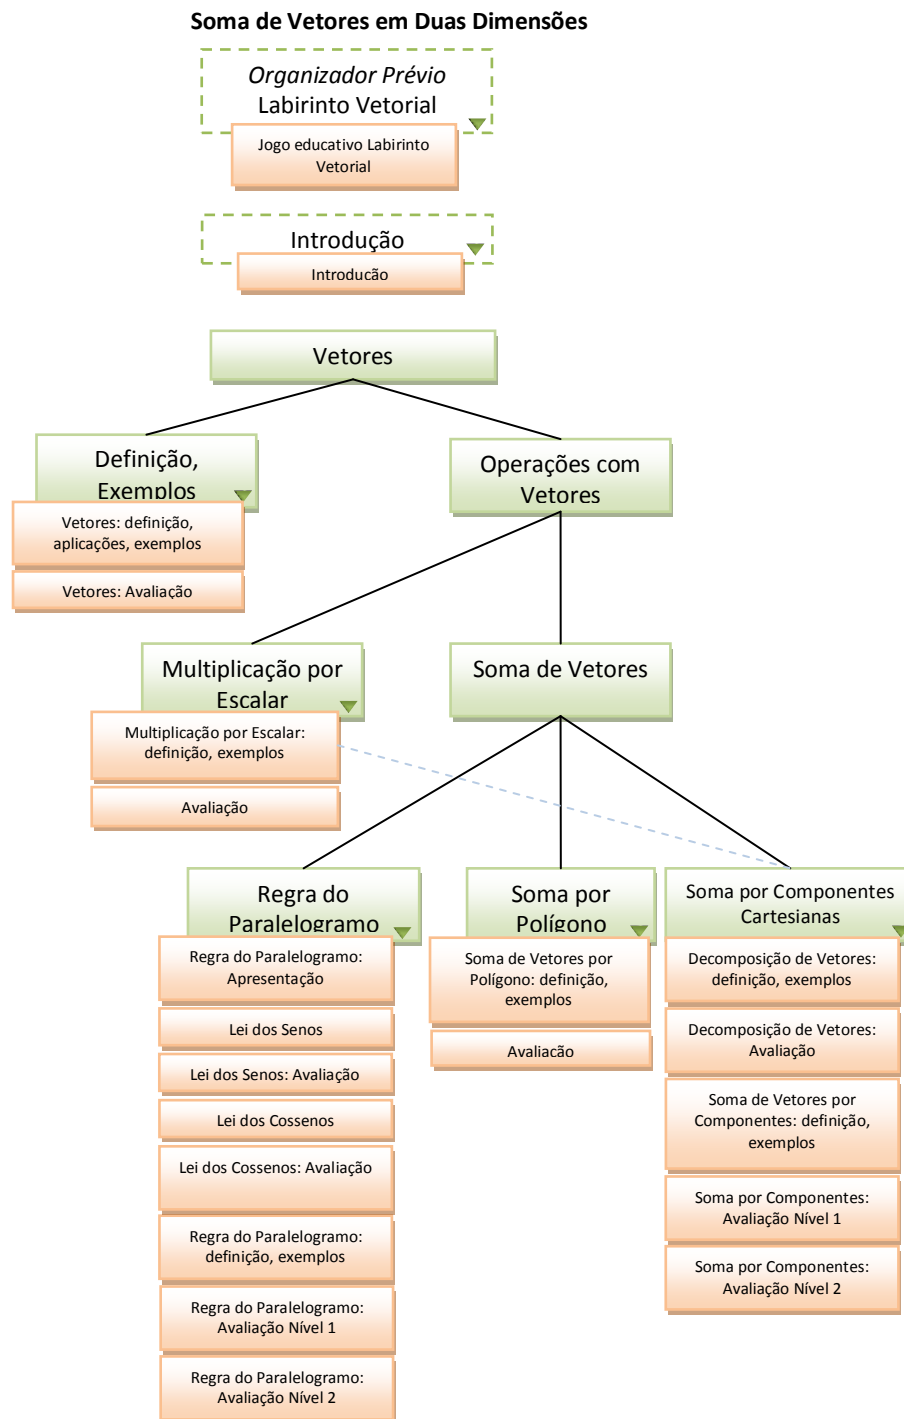 Soma de Vetores em Duas Dimensões
Organizador Prévio
Labirinto Vetorial
Jogo educativo Labirinto
Vetorial
Introdução
Introducão
Vetores
Definição,
Exemplos
Vetores: definição,
aplicações, exemplos
Vetores: Avaliação
Operações com
Vetores
Multiplicação por
Escalar
Multiplicação por Escalar:
definição, exemplos
Avaliação
Soma de Vetores
Regra do
Paralelogramo
Regra do Paralelogramo:
Apresentação
Lei dos Senos
Lei dos Senos: Avaliação
Lei dos Cossenos
Lei dos Cossenos: Avaliação
Regra do Paralelogramo:
definição, exemplos
Regra do Paralelogramo:
Avaliação Nível 1
Regra do Paralelogramo:
Avaliação Nível 2
Soma por
Polígono
Soma de Vetores por
Polígono: definição,
exemplos
Avaliacão
Soma por Componentes
Cartesianas
Decomposição de Vetores:
definição, exemplos
Decomposição de Vetores:
Avaliação
Soma de Vetores por
Componentes: definição,
exemplos
Soma por Componentes:
Avaliação Nível 1
Soma por Componentes:
Avaliação Nível 2